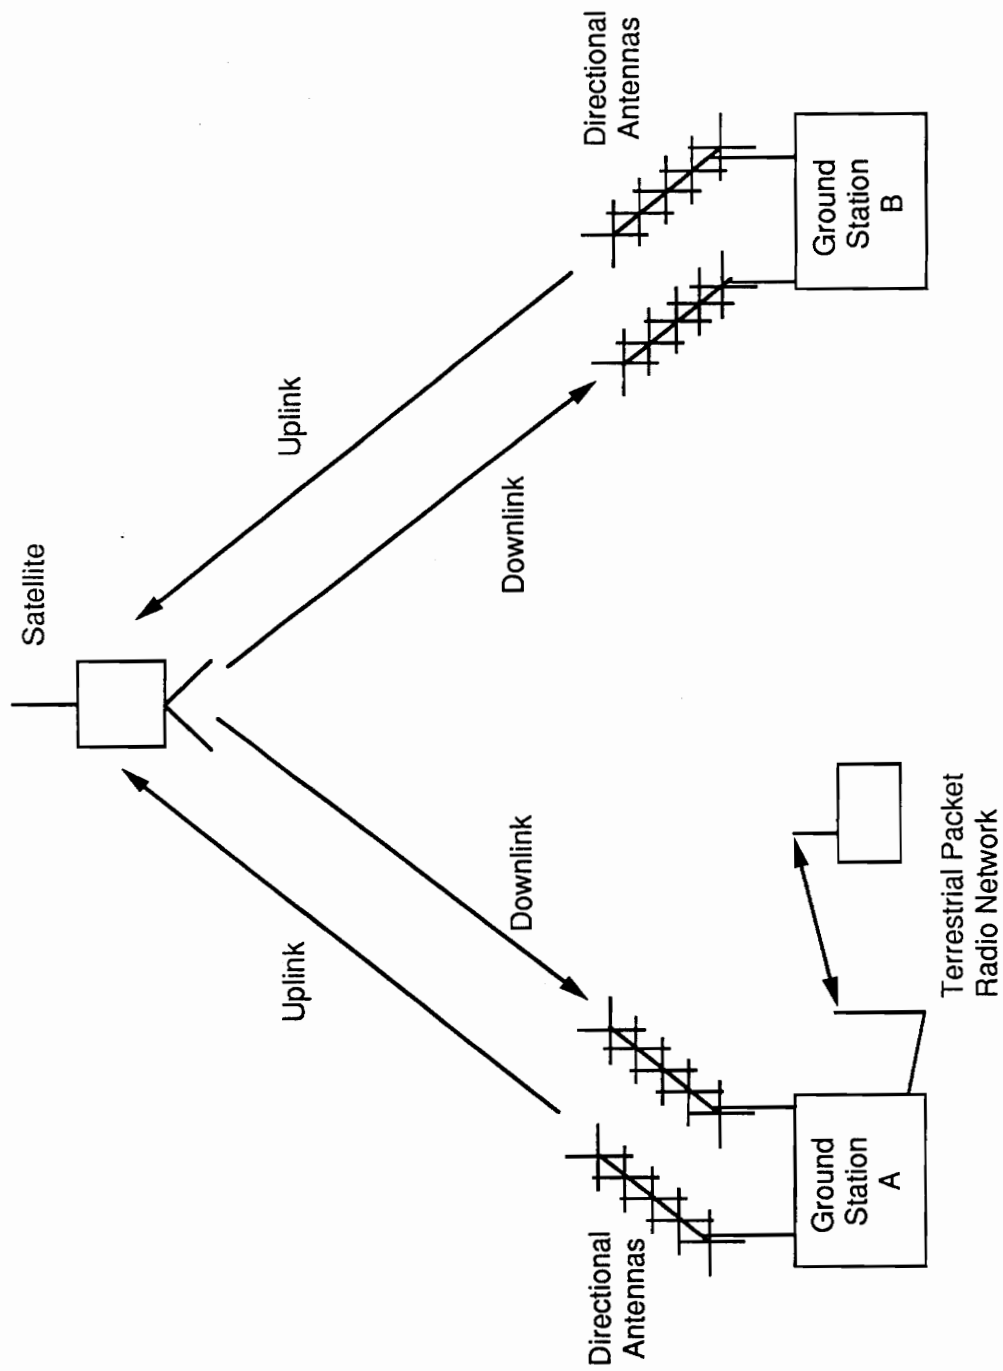 Satellite
Uplink
Downlink
Downlink
Uplink
Directional
Antennas
Directional
Antennas
Ground
Station
A
Terrestrial Packet
Radio Network
Ground
Station
B